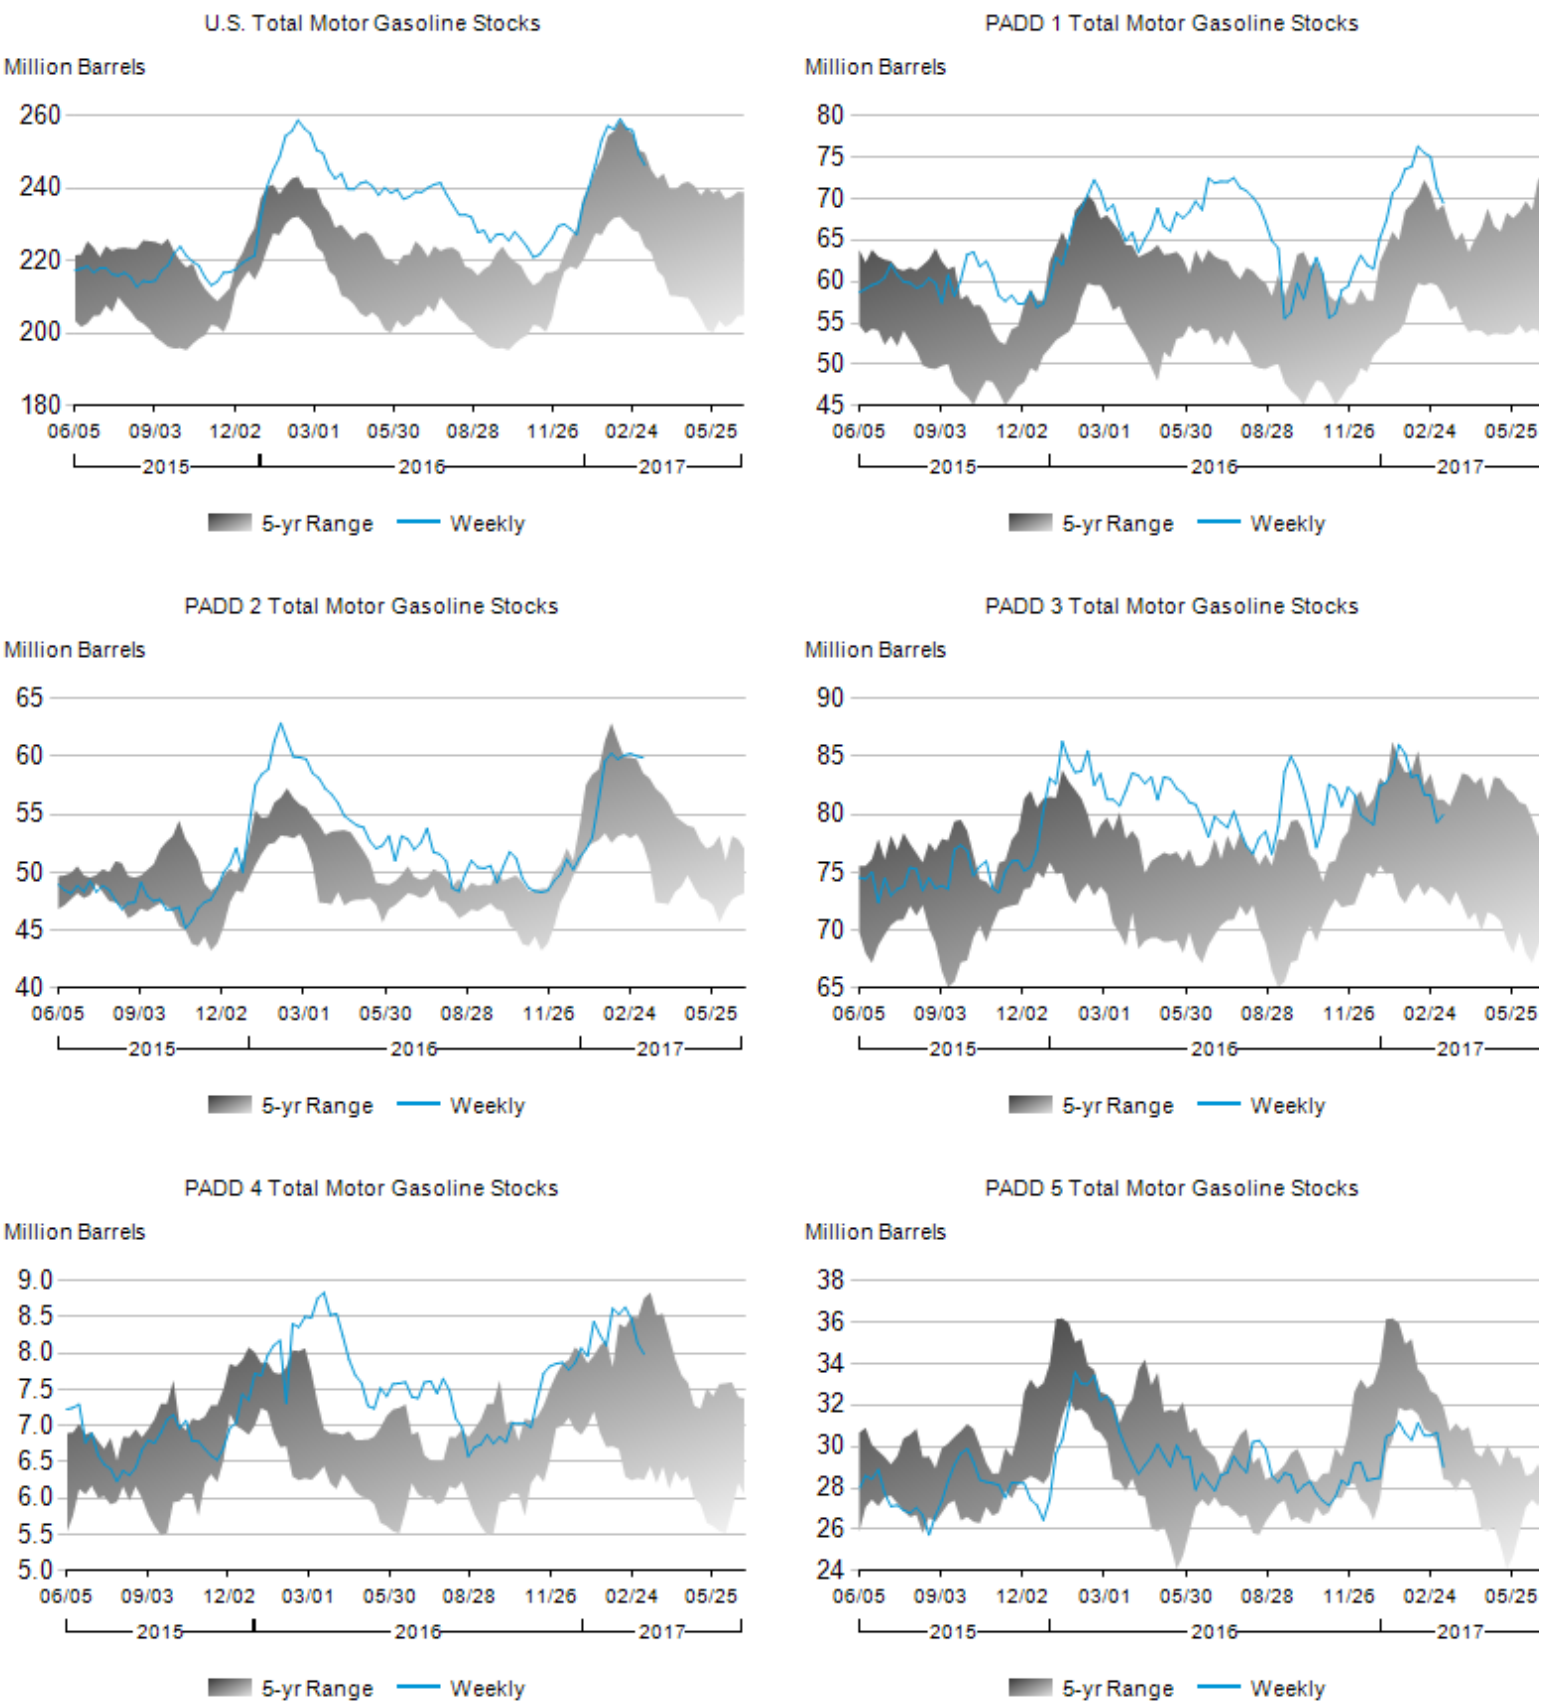 U.S. Total Motor Gasoline Stocks
Million Barrels
260
240
220
200
180
06/05 09/03 12/02 03/01 05/30 08/28 11/26 02/24 05/25
2015 2016 2017
5-yr Range Weekly
PADD 1 Total Motor Gasoline Stocks
Million Barrels
80
75
70
65
60
55
50
45
06/05 09/03 12/02 03/01 05/30 08/28 11/26 02/24 05/25
2015 2016 2017
5-yr Range Weekly
PADD 2 Total Motor Gasoline Stocks
Million Barrels
65
60
55
50
45
40
06/05 09/03 12/02 03/01 05/30 08/28 11/26 02/24 05/25
2015 2016 2017
5-yr Range Weekly
PADD 3 Total Motor Gasoline Stocks
Million Barrels
90
85
80
75
70
65
06/05 09/03 12/02 03/01 05/30 08/28 11/26 02/24 05/25
2015 2016 2017
5-yr Range Weekly
PADD 4 Total Motor Gasoline Stocks
Million Barrels
9.0
8.5
8.0
7.5
7.0
6.5
6.0
5.5
5.0
06/05 09/03 12/02 03/01 05/30 08/28 11/26 02/24 05/25
2015 2016 2017
5-yr Range Weekly
PADD 5 Total Motor Gasoline Stocks
Million Barrels
38
36
34
32
30
28
26
24
06/05 09/03 12/02 03/01 05/30 08/28 11/26 02/24 05/25
2015 2016 2017
5-yr Range Weekly